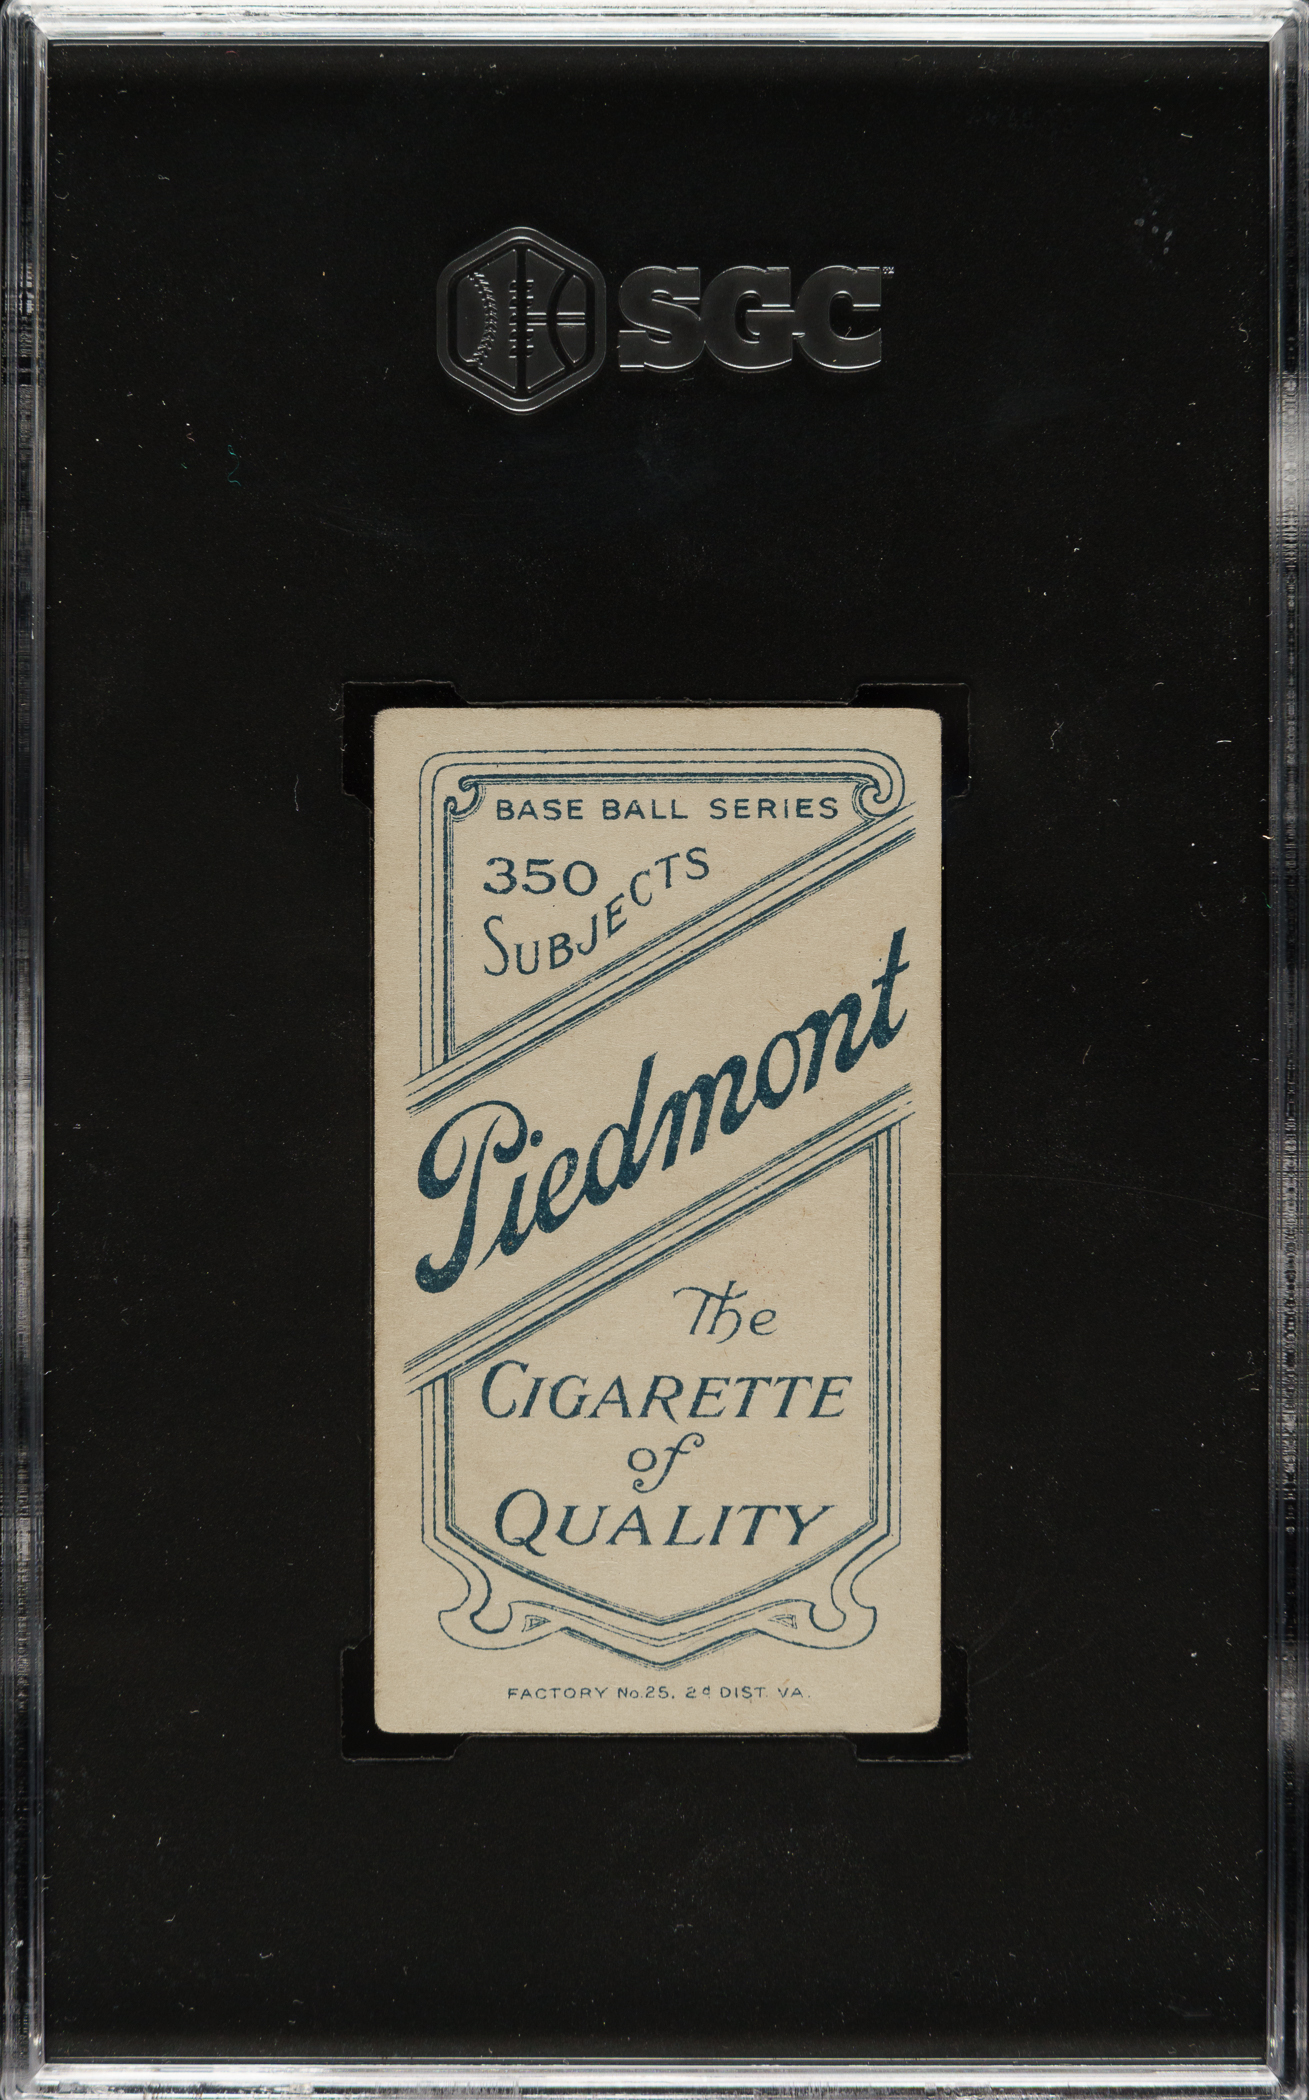 SGC
BASE BALL SERIES
350
SUBJECTS
Piedmont
The
CIGARETTE
of
QUALITY
FACTORY No.25, 2d DIST. VA.